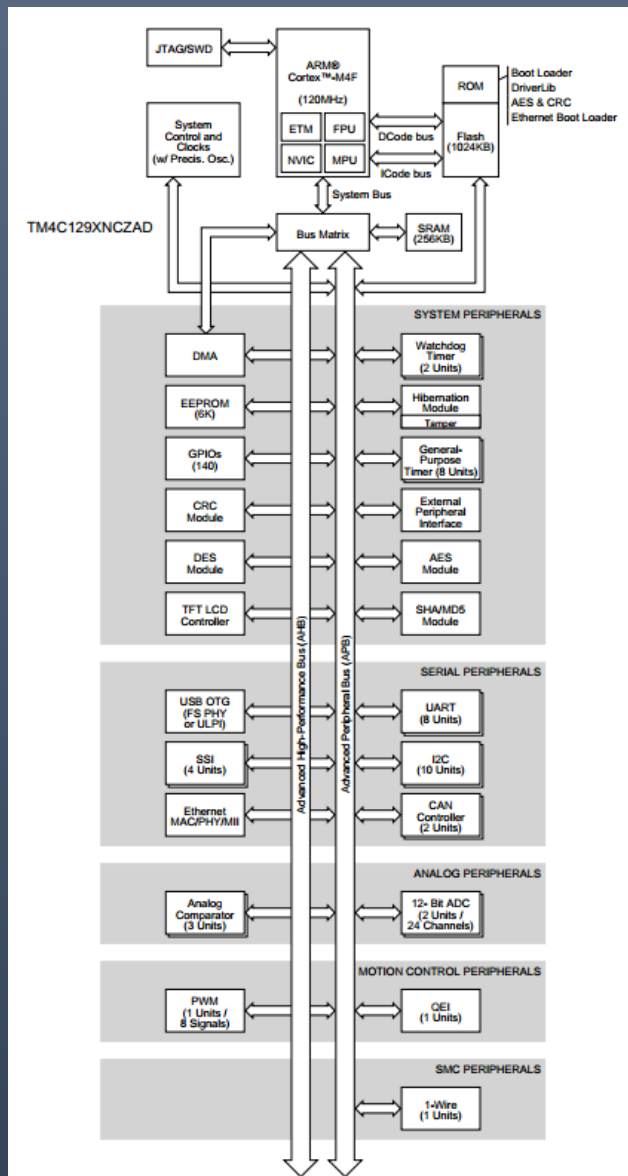 JTAG/SWD
ARM®
Cortex™-M4F
(120MHz)
ETM
FPU
NVIC
MPU
ROM
Boot Loader
DriverLib
AES & CRC
Ethernet Boot Loader
Flash
(1024KB)
DCode bus
ICode bus
System Control and
Clocks
(w/ Precis. Osc.)
System Bus
TM4C129XNCZAD
Bus Matrix
SRAM
(256KB)
SYSTEM PERIPHERALS
DMA
Watchdog
Timer
(2 Units)
EEPROM
(6K)
Hibernation
Module
Tamper
GPIOs
(140)
General-
Purpose
Timer (8 Units)
CRC
Module
External
Peripheral
Interface
DES
Module
AES
Module
TFT LCD
Controller
SHA/MD5
Module
Advanced High-Performance Bus (AHB)
Advanced Peripheral Bus (APB)
SERIAL PERIPHERALS
USB OTG
(FS PHY
or ULPI)
UART
(8 Units)
SSI
(4 Units)
I2C
(10 Units)
Ethernet
MAC/PHY/MII
CAN
Controller
(2 Units)
ANALOG PERIPHERALS
Analog
Comparator
(3 Units)
12- Bit ADC
(2 Units /
24 Channels)
MOTION CONTROL PERIPHERALS
PWM
(1 Units /
8 Signals)
QEI
(1 Units)
SMC PERIPHERALS
1-Wire
(1 Units)